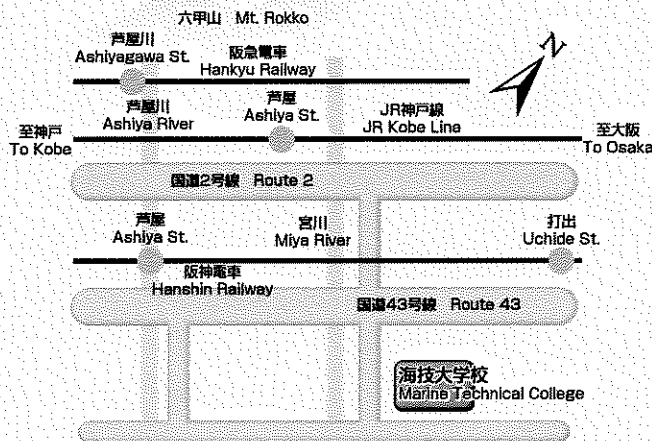 六甲山 Mt. Rokko
芦屋川
Ashiyagawa St.
阪急電車
Hankyu Railway
N
芦屋川
Ashiya River
芦屋
Ashiya St.
JR神戸線
JR Kobe Line
至神戸
To Kobe
至大阪
To Osaka
国道2号線 Route 2
芦屋
Ashiya St.
宮川
Miya River
打出
Uchide St.
阪神電車
Hanshin Railway
国道43号線 Route 43
海技大学校
Marine Technical College